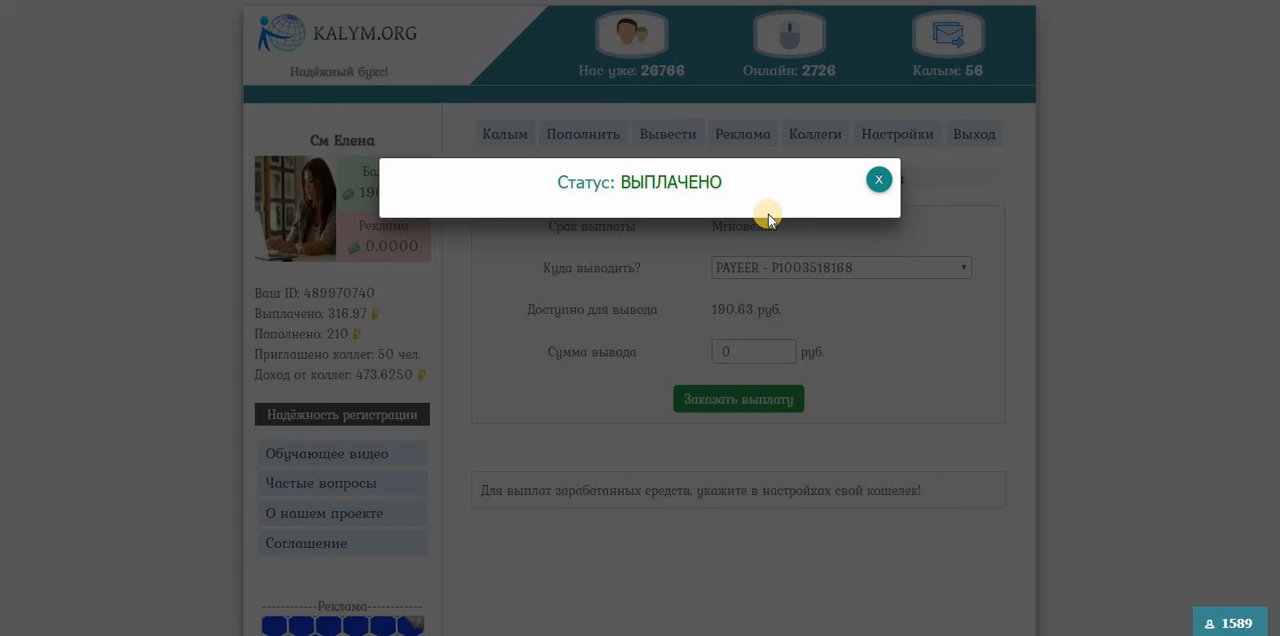 KALYM.ORG
Надёжный букс!
Нас уже: 26766
Онлайн: 2726
Калым: 56
См Елена
Реклама
0.0000
Ваш ID: 489970740
Выплачено: 316.97 ₽
Пополнено: 210 ₽
Приглашено коллег: 50 чел.
Доход от коллег: 473.6250 ₽
Надёжность регистрации
Обучающее видео
Частые вопросы
О нашем проекте
Соглашение
------------Реклама------------
Калым Пополнить Вывести Реклама Коллеги Настройки Выход
Статус: ВЫПЛАЧЕНО
X
Срок выплаты
Куда выводить? PAYEER - P1003518168
Доступно для вывода 190.63 руб.
Сумма вывода 0 руб.
Заказать выплату
Для выплат заработанных средств, укажите в настройках свой кошелек!
1589